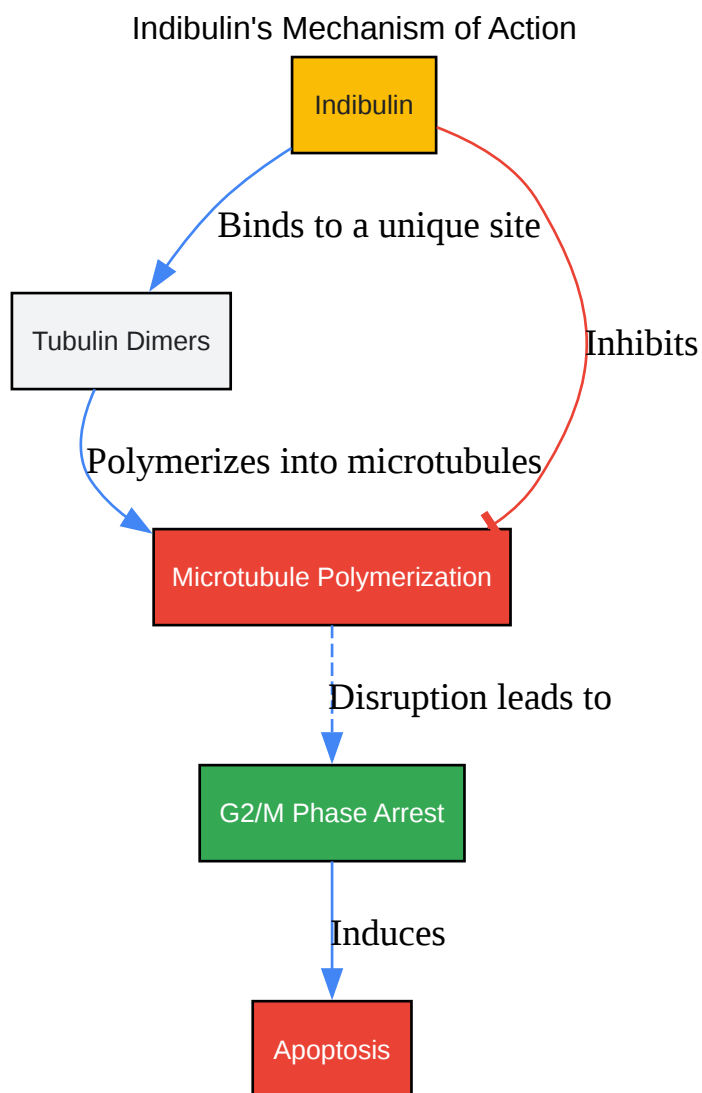 Indibulin's Mechanism of Action
Indibulin
Binds to a unique site
Tubulin Dimers
Inhibits
Polymerizes into microtubules
Microtubule Polymerization
Disruption leads to
G2/M Phase Arrest
Induces
Apoptosis